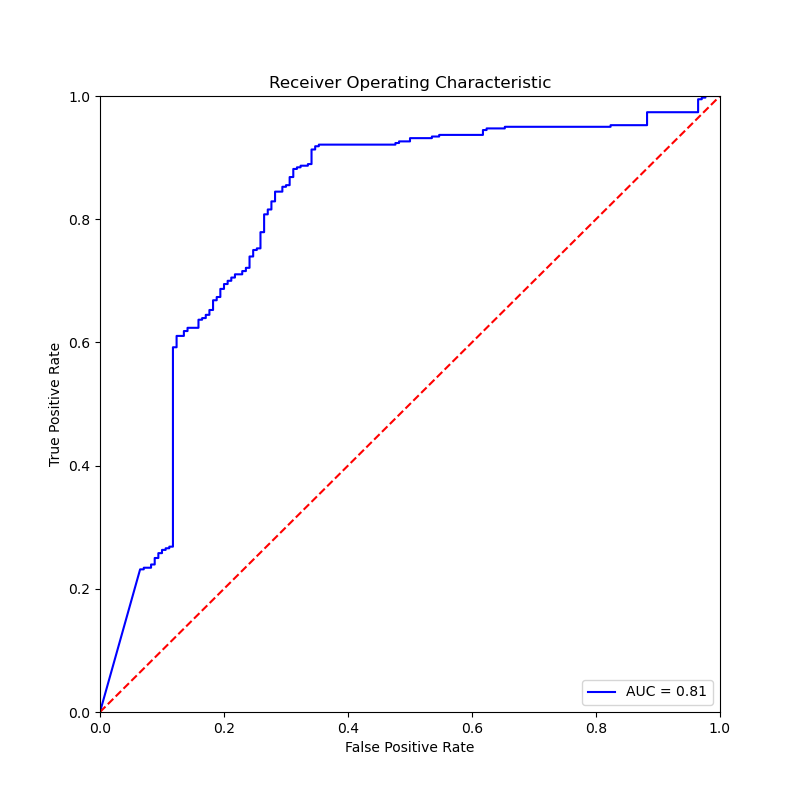 Receiver Operating Characteristic
1.0
0.8
0.6
0.4
0.2
0.0
True Positive Rate
AUC = 0.81
0.0 0.2 0.4 0.6 0.8 1.0
False Positive Rate